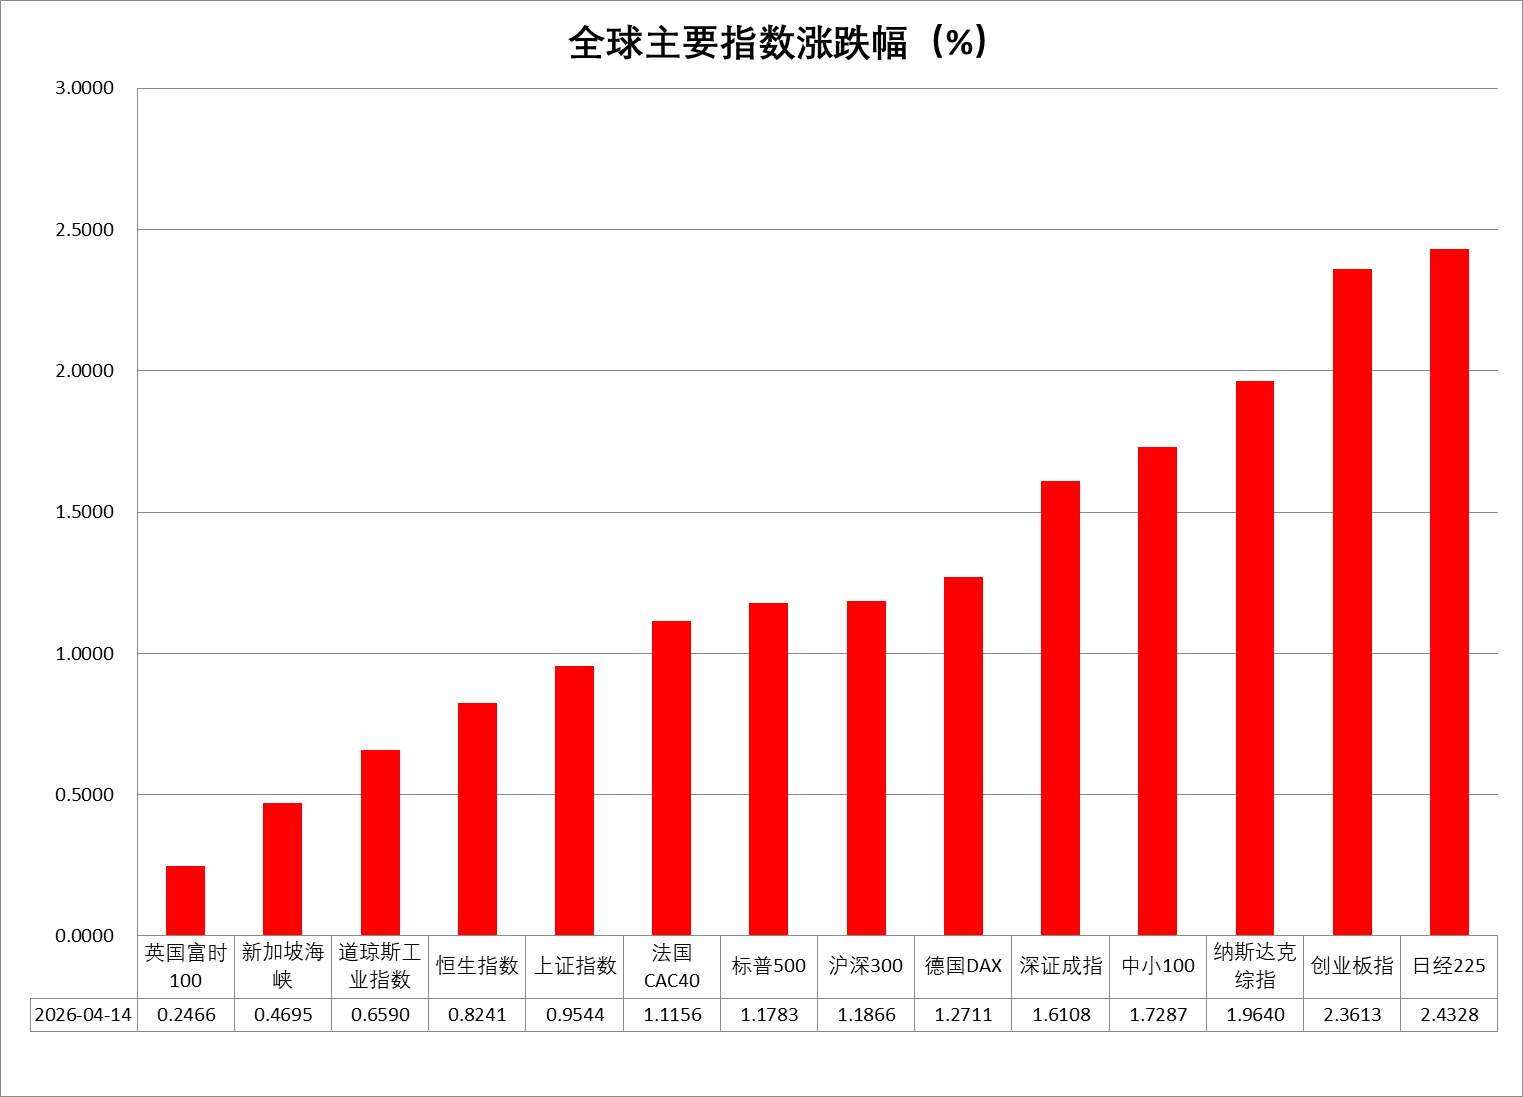 全球主要指数涨跌幅（%）
3.0000
2.5000
2.0000
1.5000
1.0000
0.5000
0.0000
英国富时
100
新加坡海
峡
道琼斯工
业指数
恒生指数
上证指数
法国
CAC40
标普500
沪深300
德国DAX
深证成指
中小100
纳斯达克
综指
创业板指
日经225
2026-04-14 0.2466 0.4695 0.6590 0.8241 0.9544 1.1156 1.1783 1.1866 1.2711 1.6108 1.7287 1.9640 2.3613 2.4328